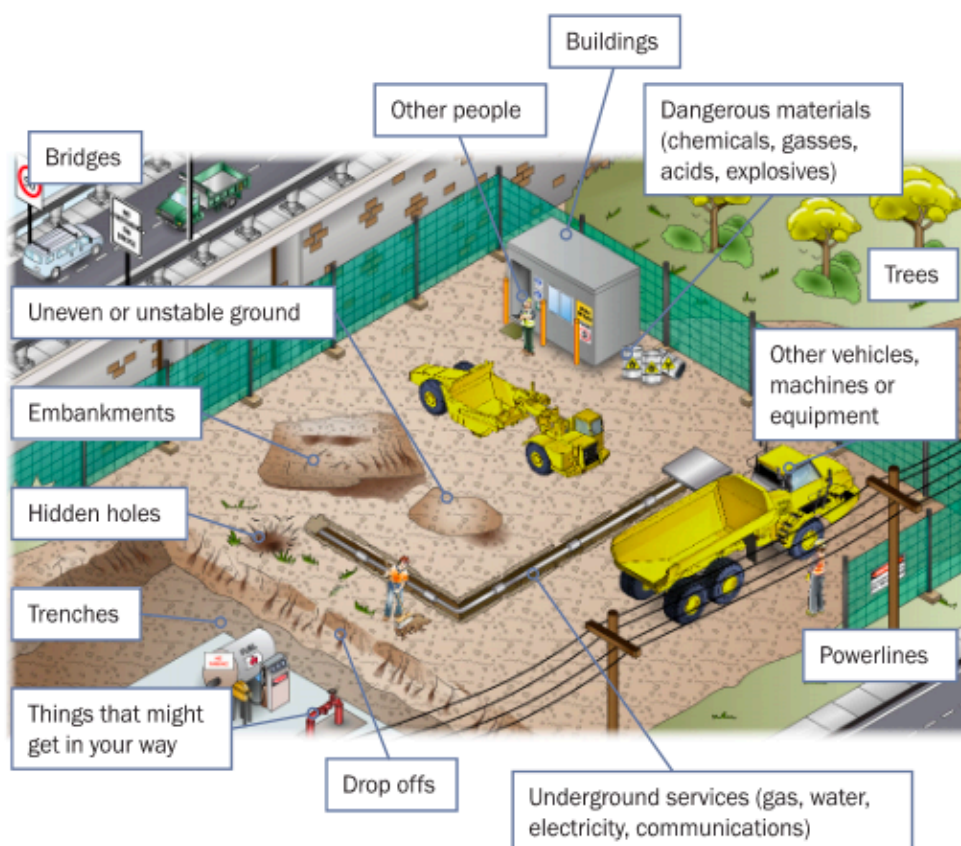 Buildings
Other people
Dangerous materials
(chemicals, gasses,
acids, explosives)
Bridges
Trees
Uneven or unstable ground
Other vehicles,
machines or
equipment
Embankments
Hidden holes
Trenches
Powerlines
Things that might
get in your way
Drop offs
Underground services (gas, water,
electricity, communications)
FUEL